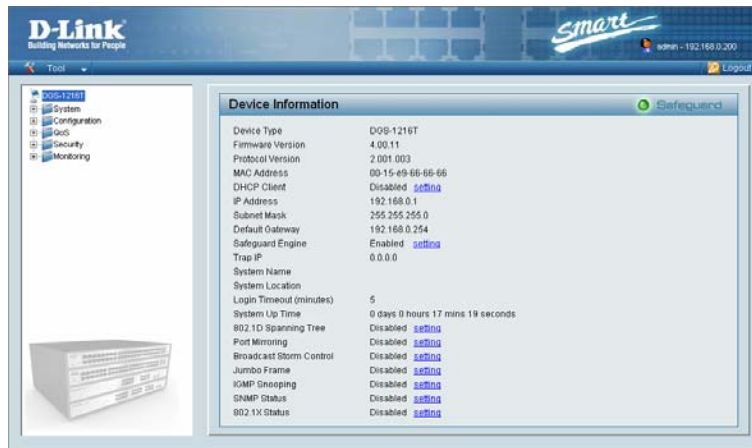 D-Link
Building Networks for People
smart
admin - 192.168.0.200
Tool
Logout
DGS-1216T
System
Configuration
QoS
Security
Monitoring
Device Information
Safeguard
Device Type DGS-1216T
Firmware Version 4.00.11
Protocol Version 2.001.003
MAC Address 00-15-e9-66-66-66
DHCP Client Disabled setting
IP Address 192.168.0.1
Subnet Mask 255.255.255.0
Default Gateway 192.168.0.254
Safeguard Engine Enabled setting
Trap IP 0.0.0.0
System Name
System Location
Login Timeout (minutes) 5
System Up Time 0 days 0 hours 17 mins 19 seconds
802.1D Spanning Tree Disabled setting
Port Mirroring Disabled setting
Broadcast Storm Control Disabled setting
Jumbo Frame Disabled setting
IGMP Snooping Disabled setting
SNMP Status Disabled setting
802.1X Status Disabled setting